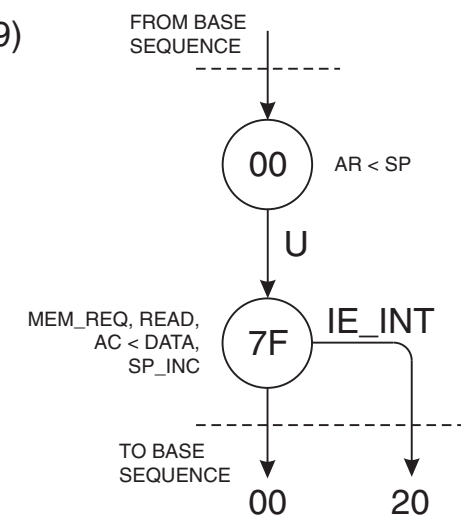 9)
FROM BASE
SEQUENCE
00
AR < SP
U
MEM_REQ, READ,
AC < DATA,
SP_INC
7F
IE_INT
TO BASE
SEQUENCE
00
20